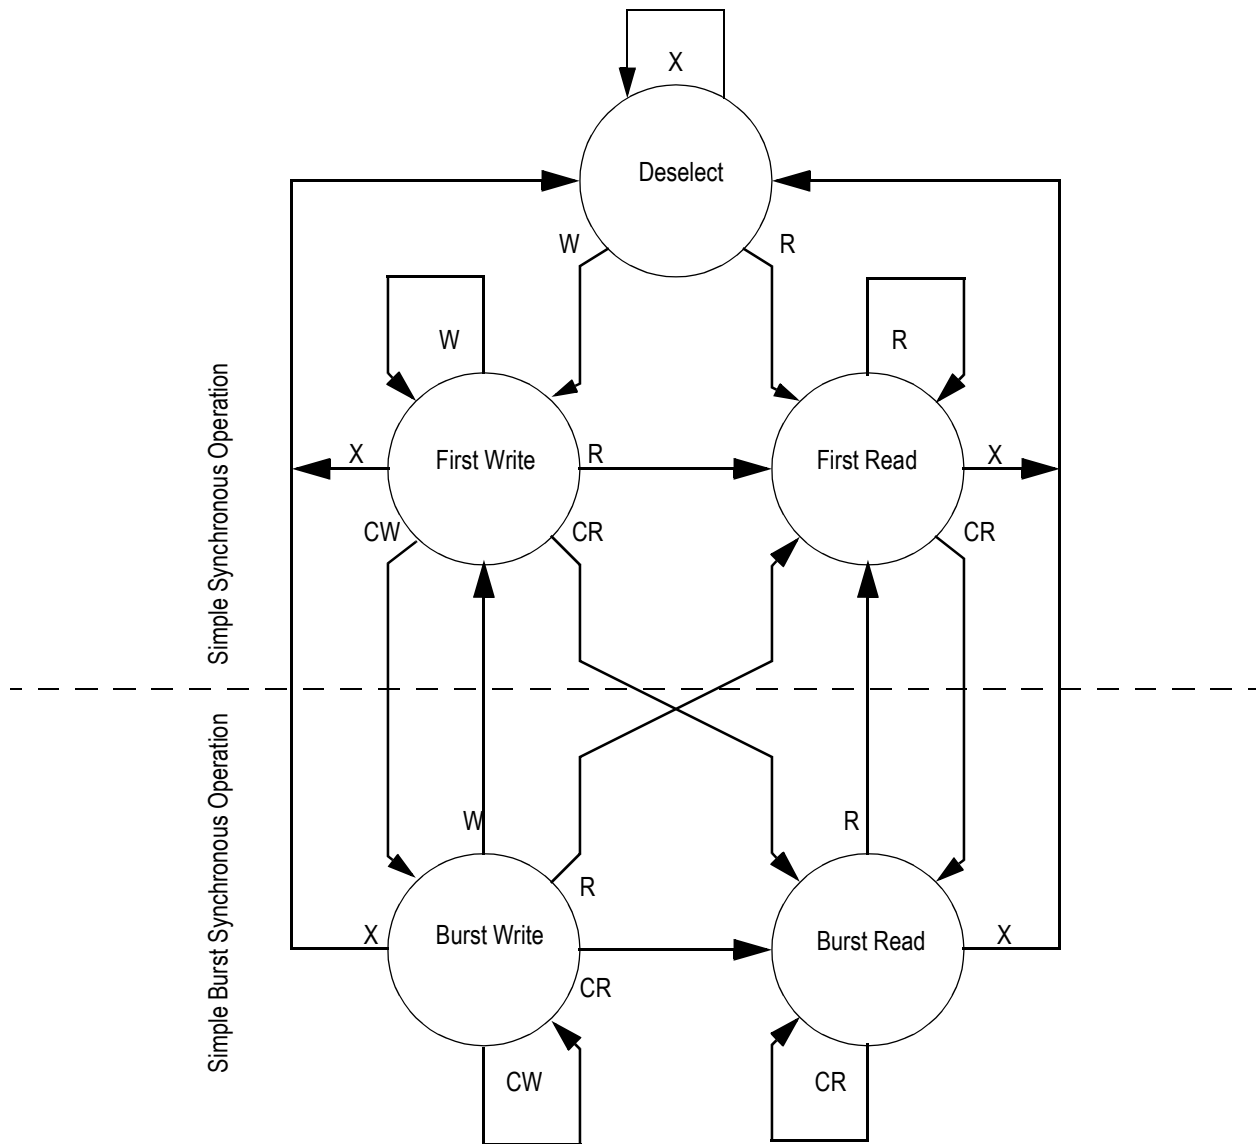 X
Deselect
W
R
W
R
Simple Synchronous Operation
X
First Write
R
First Read
X
CW
CR
CR
Simple Burst Synchronous Operation
W
R
R
X
Burst Write
Burst Read
X
CR
CW
CR